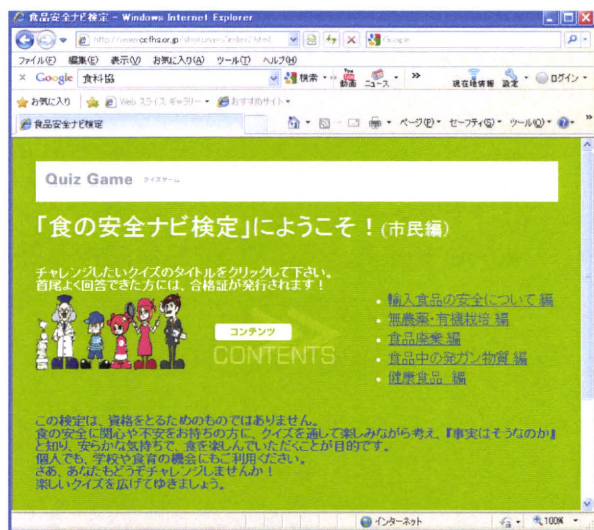 食品安全ナビ検定 - Windows Internet Explorer
ファイル(F) 編集(E) 表示(V) お気に入り(A) ツール(T) ヘルプ(H)
Google 食科協 検索 動画 ニュース 現在地情報 設定 ログイン
お気に入り Web スライス ギャラリー おすすめサイト
食品安全ナビ検定 ページ(P) セーフティ(S) ツール(O)
Quiz Game クイズゲーム
「食の安全ナビ検定」にようこそ！(市民編)
チャレンジしたいクイズのタイトルをクリックして下さい。
首尾よく回答できた方には、合格証が発行されます！
コンテンツ
CONTENTS
・輸入食品の安全について 編
・無農薬・有機栽培 編
・食品廃棄 編
・食品中の発ガン物質 編
・健康食品 編
この検定は、資格をとるためのものではありません。
食の安全に関心や不安をお持ちの方に、クイズを通して楽しみながら考え、『事実はそうなのか』
と知り、安らかな気持ちで、食を楽しんでいただくことが目的です。
個人でも、学校や食育の機会にもご利用ください。
さあ、あなたもどうぞチャレンジしませんか！
楽しいクイズを広げてゆきましょう。
インターネット 100%